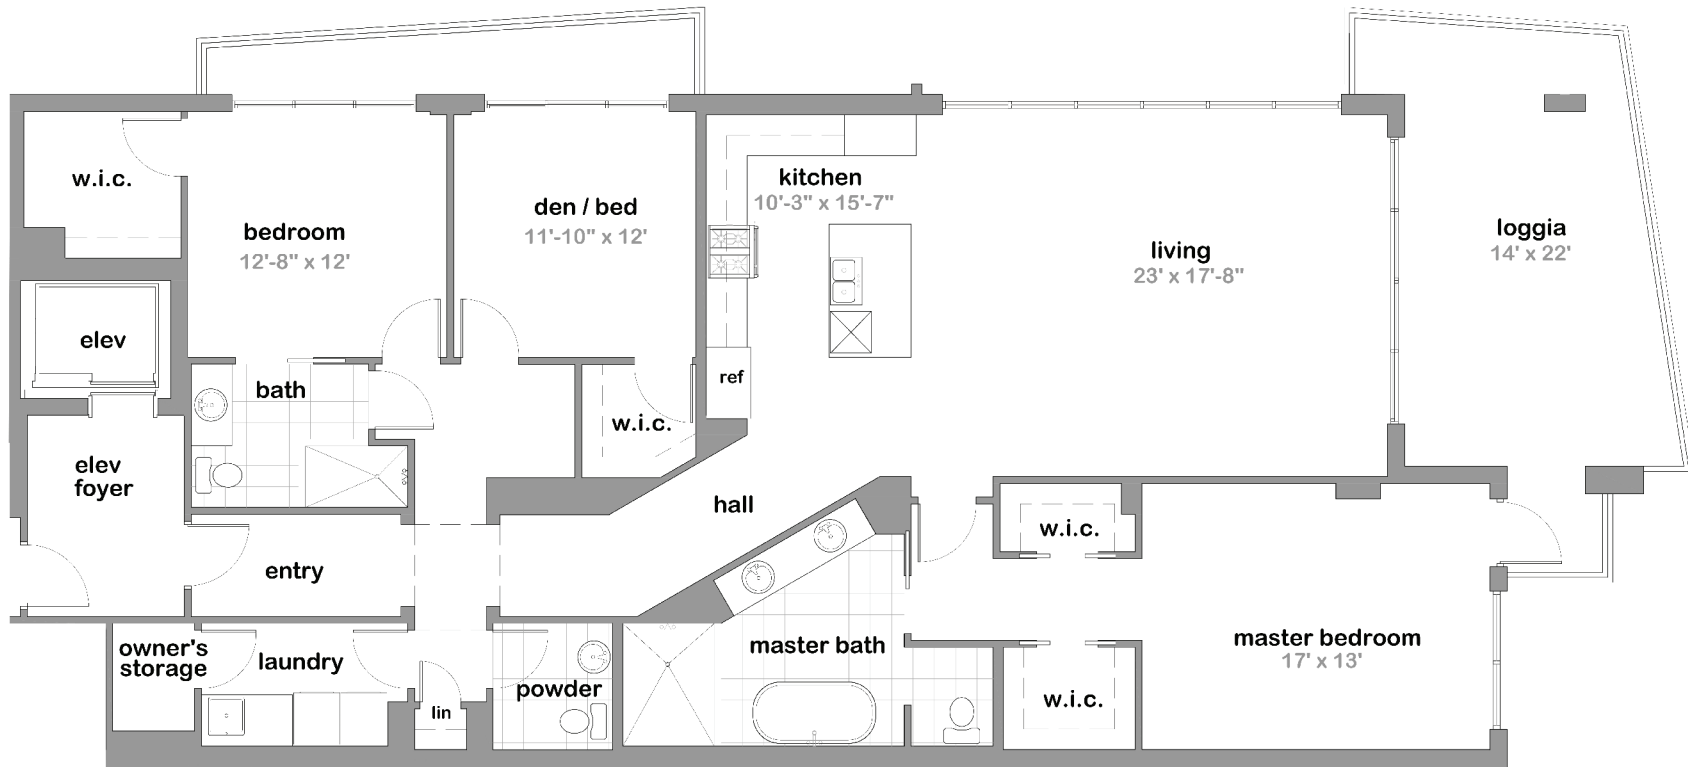 w.i.c.
bedroom
12'-8" x 12'
den / bed
11'-10" x 12'
kitchen
10'-3" x 15'-7"
living
23' x 17'-8"
loggia
14' x 22'
elev
bath
ref
w.i.c.
elev
foyer
hall
entry
w.i.c.
owner's
storage
laundry
lin
powder
master bath
w.i.c.
master bedroom
17' x 13'